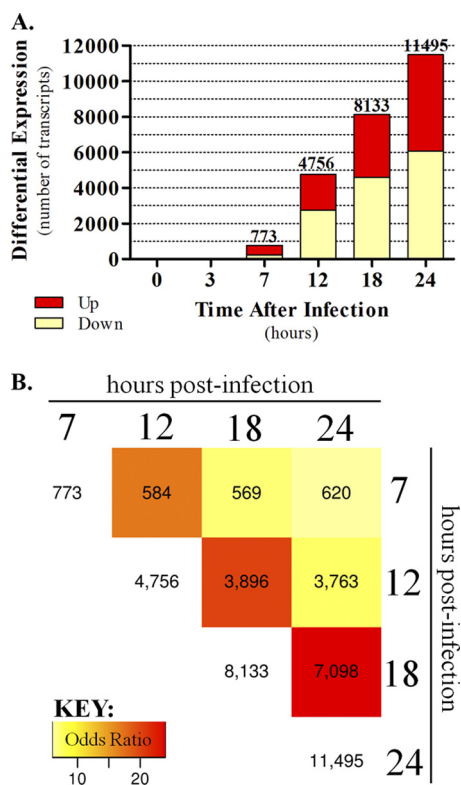 A.
Differential Expression
(number of transcripts)
12000
10000
8000
6000
4000
2000
0
773
4756
8133
11495
0 3 7 12 18 24
Time After Infection
(hours)
Up
Down
B.
hours post-infection
7 12 18 24
773 584 569 620 7
4,756 3,896 3,763 12
8,133 7,098 18
11,495 24
hours post-infection
KEY:
Odds Ratio
10 20